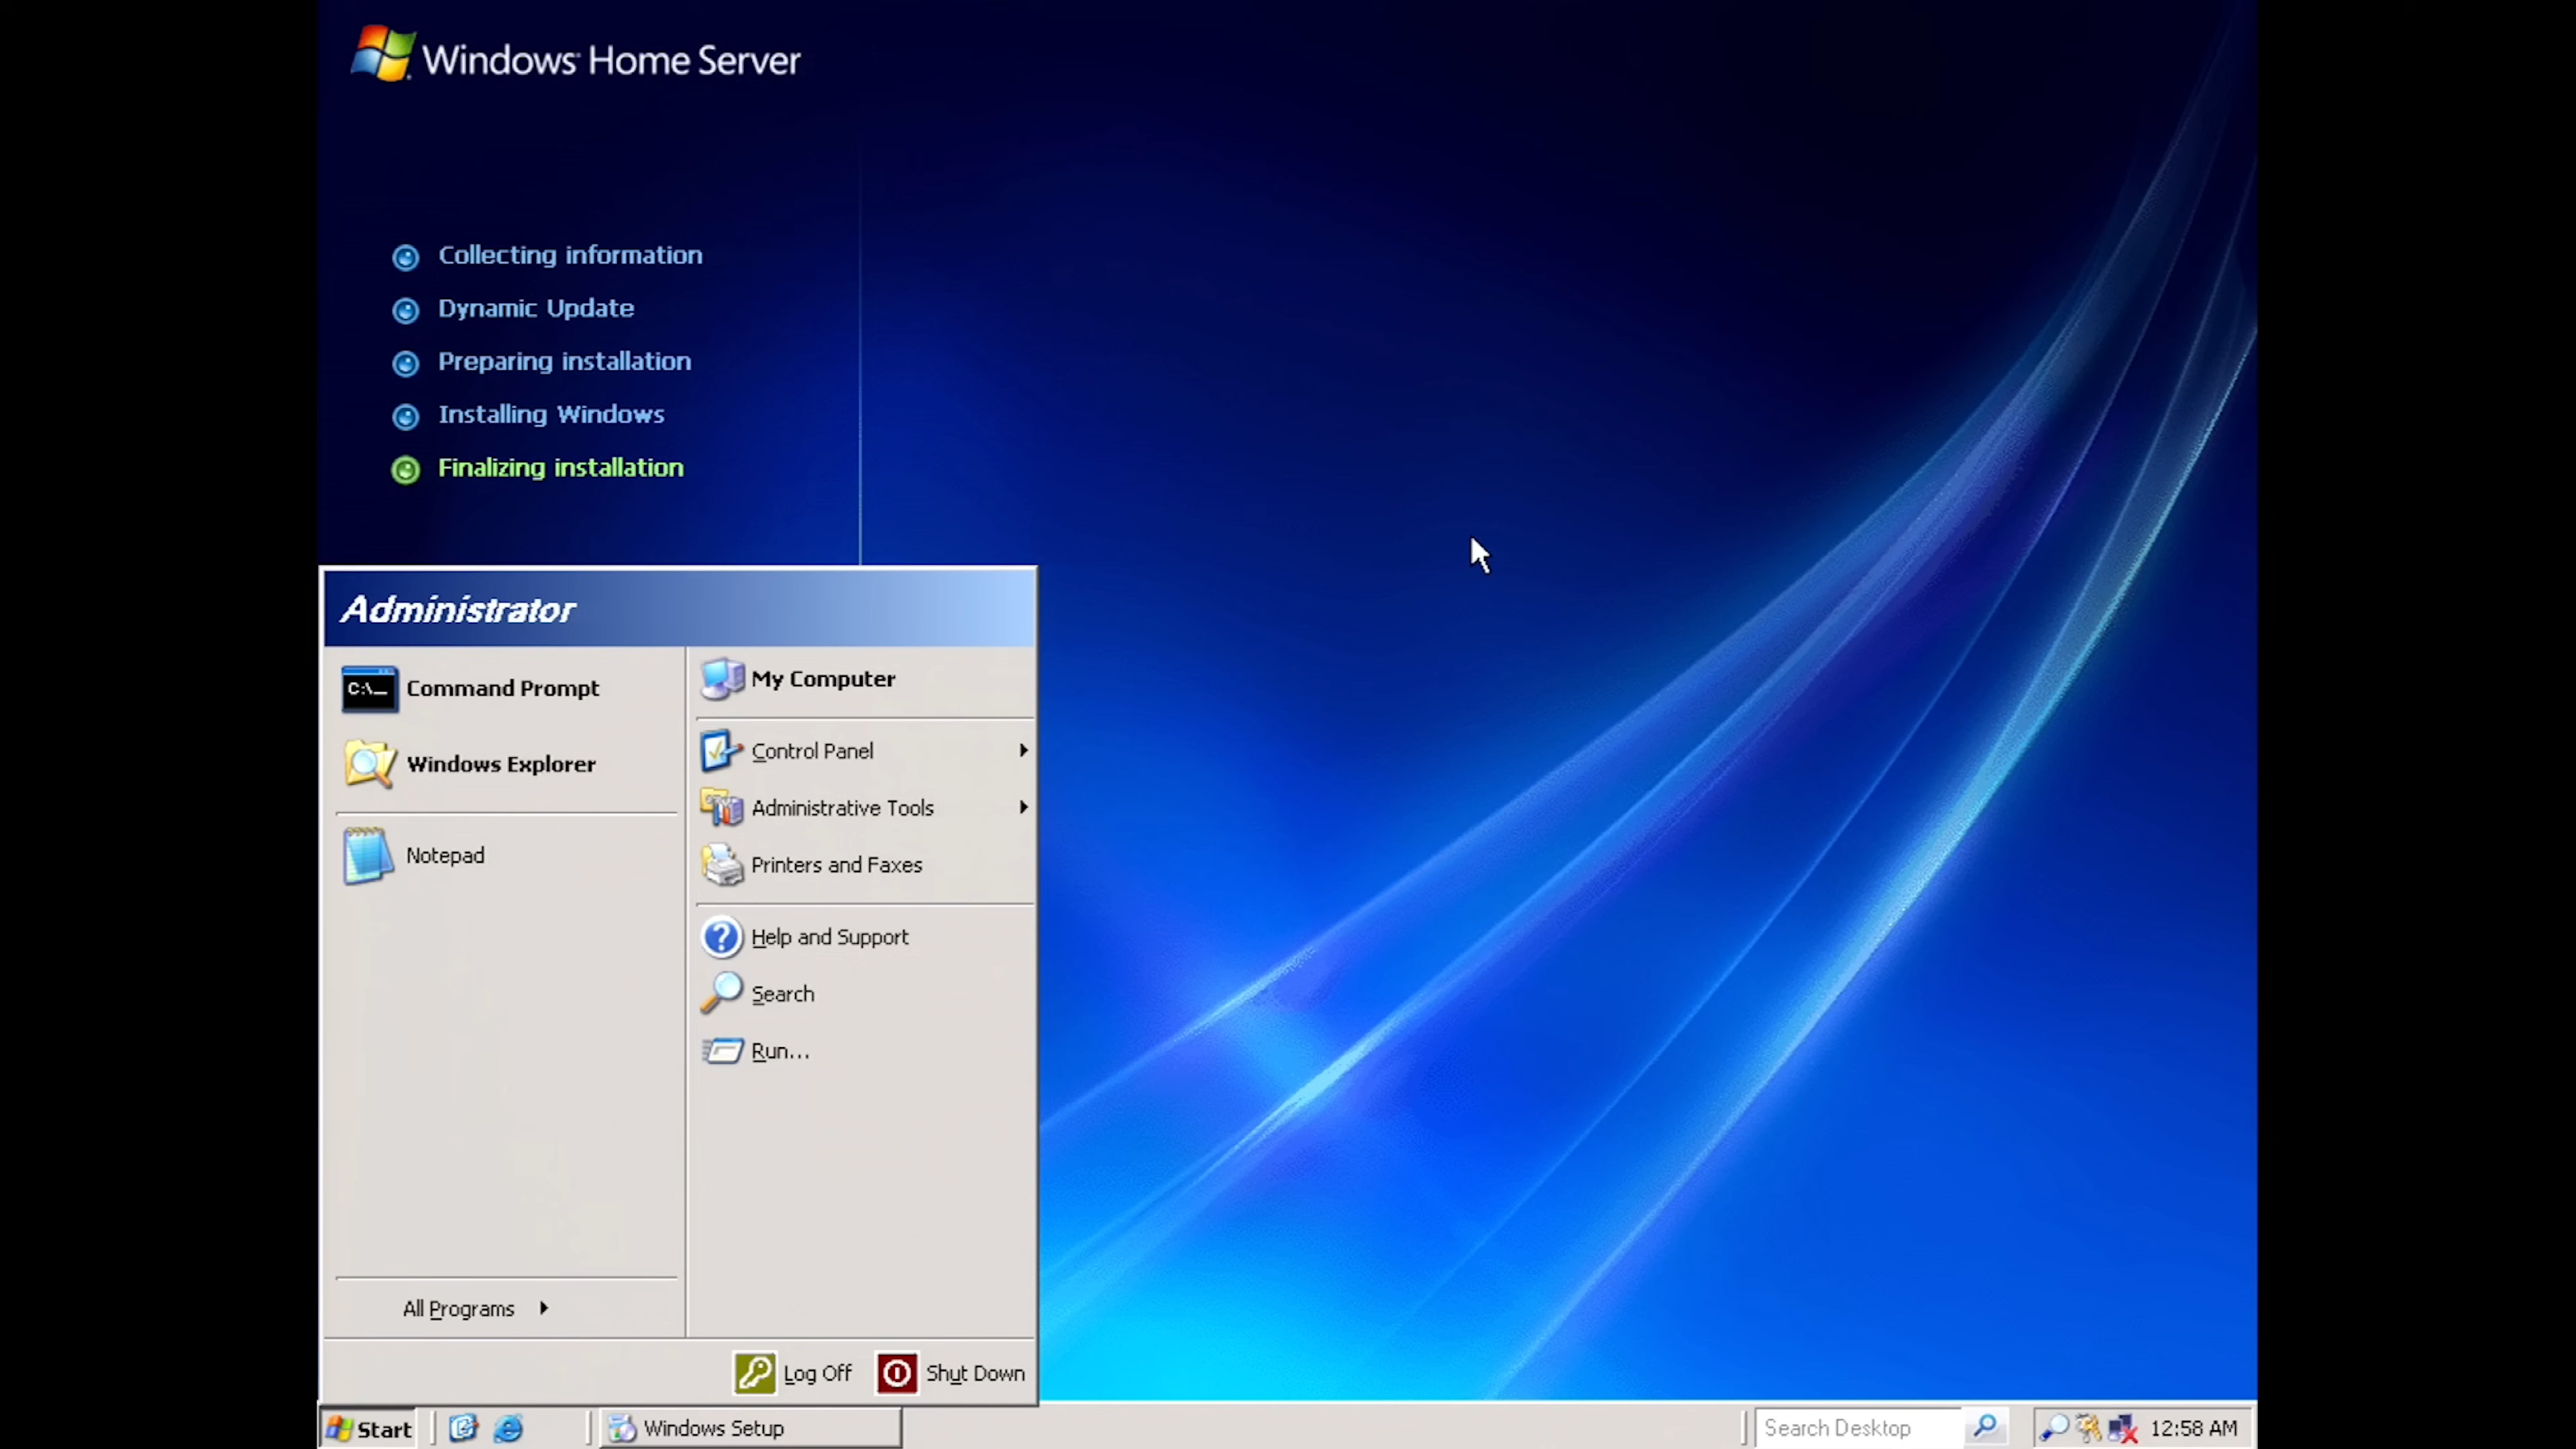 Windows Home Server
Collecting information
Dynamic Update
Preparing installation
Installing Windows
Finalizing installation
Administrator
C:\_
Command Prompt
Windows Explorer
Notepad
All Programs
My Computer
Control Panel
Administrative Tools
Printers and Faxes
Help and Support
Search
Run...
Log Off
Shut Down
Start
Windows Setup
Search Desktop
12:58 AM